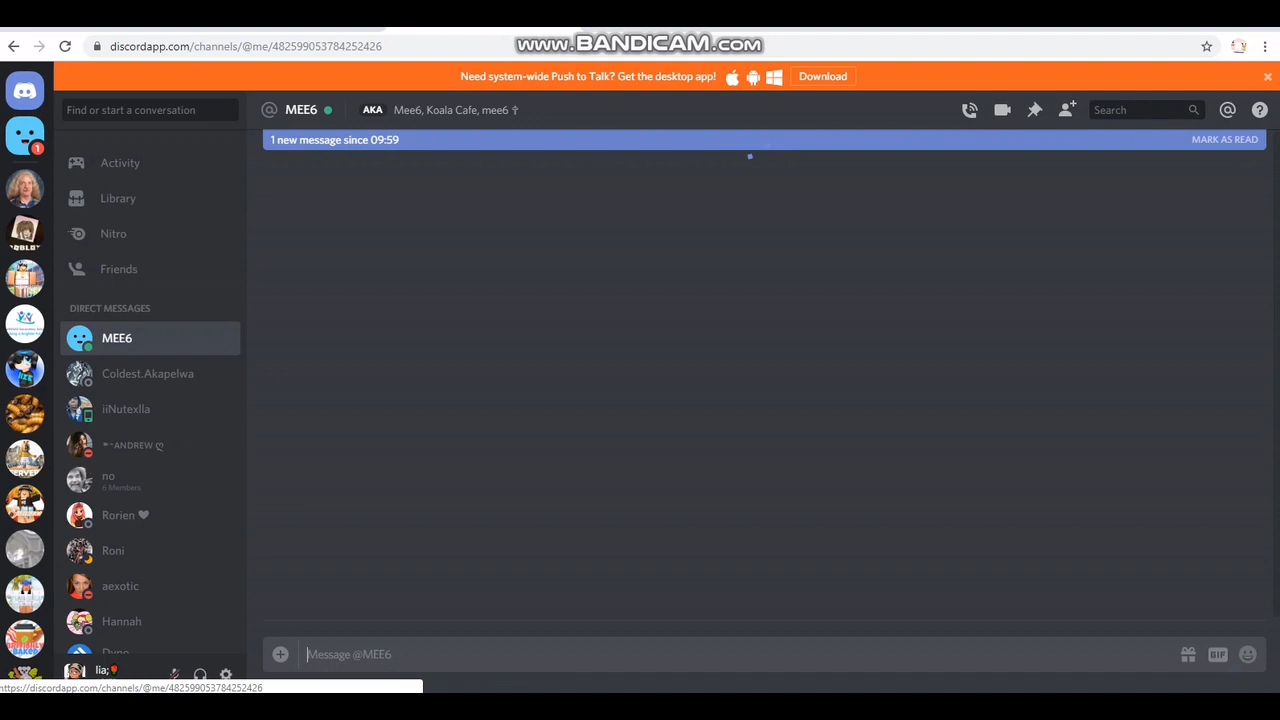 discordapp.com/channels/@me/482599053784252426
www.BANDICAM.com
Need system-wide Push to Talk? Get the desktop app!
Download
Find or start a conversation
MEE6
AKA
Mee6, Koala Cafe, mee6 †
Search
1 new message since 09:59
MARK AS READ
1
Activity
Library
Nitro
Friends
DIRECT MESSAGES
MEE6
Coldest.Akapelwa
iiNutexlla
ANDREW ღ
no
6 Members
Rorien
Roni
aexotic
Hannah
Dyno
lia;
Message @MEE6
GIF
https://discordapp.com/channels/@me/482599053784252426